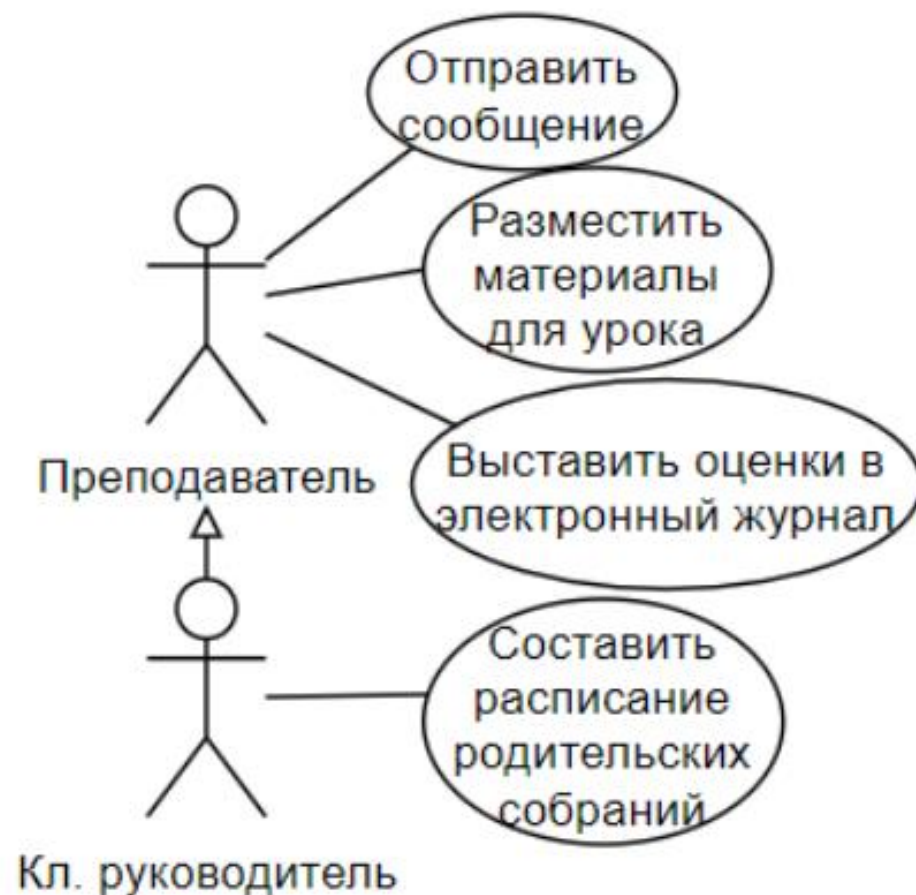 Отправить
сообщение
Разместить
материалы
для урока
Преподаватель
Выставить оценки в
электронный журнал
Составить
расписание
родительских
собраний
Кл. руководитель